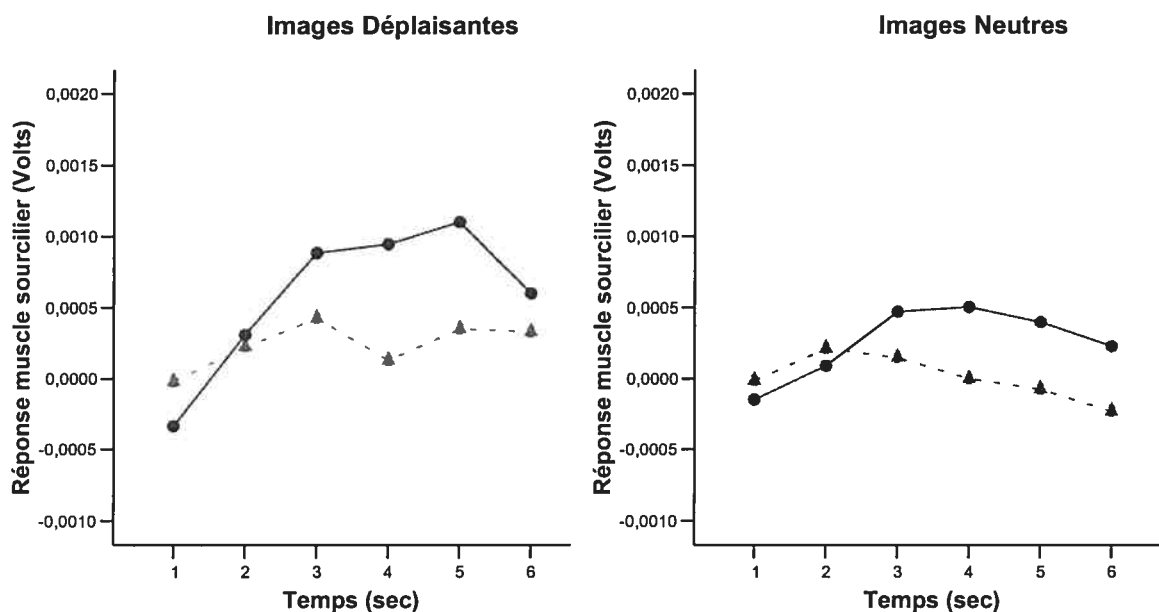 Images Déplaisantes
Réponse muscle sourcilier (Volts)
0,0020
0,0015
0,0010
0,0005
0,0000
-0,0005
-0,0010
1 2 3 4 5 6
Temps (sec)
Images Neutres
Réponse muscle sourcilier (Volts)
0,0020
0,0015
0,0010
0,0005
0,0000
-0,0005
-0,0010
1 2 3 4 5 6
Temps (sec)